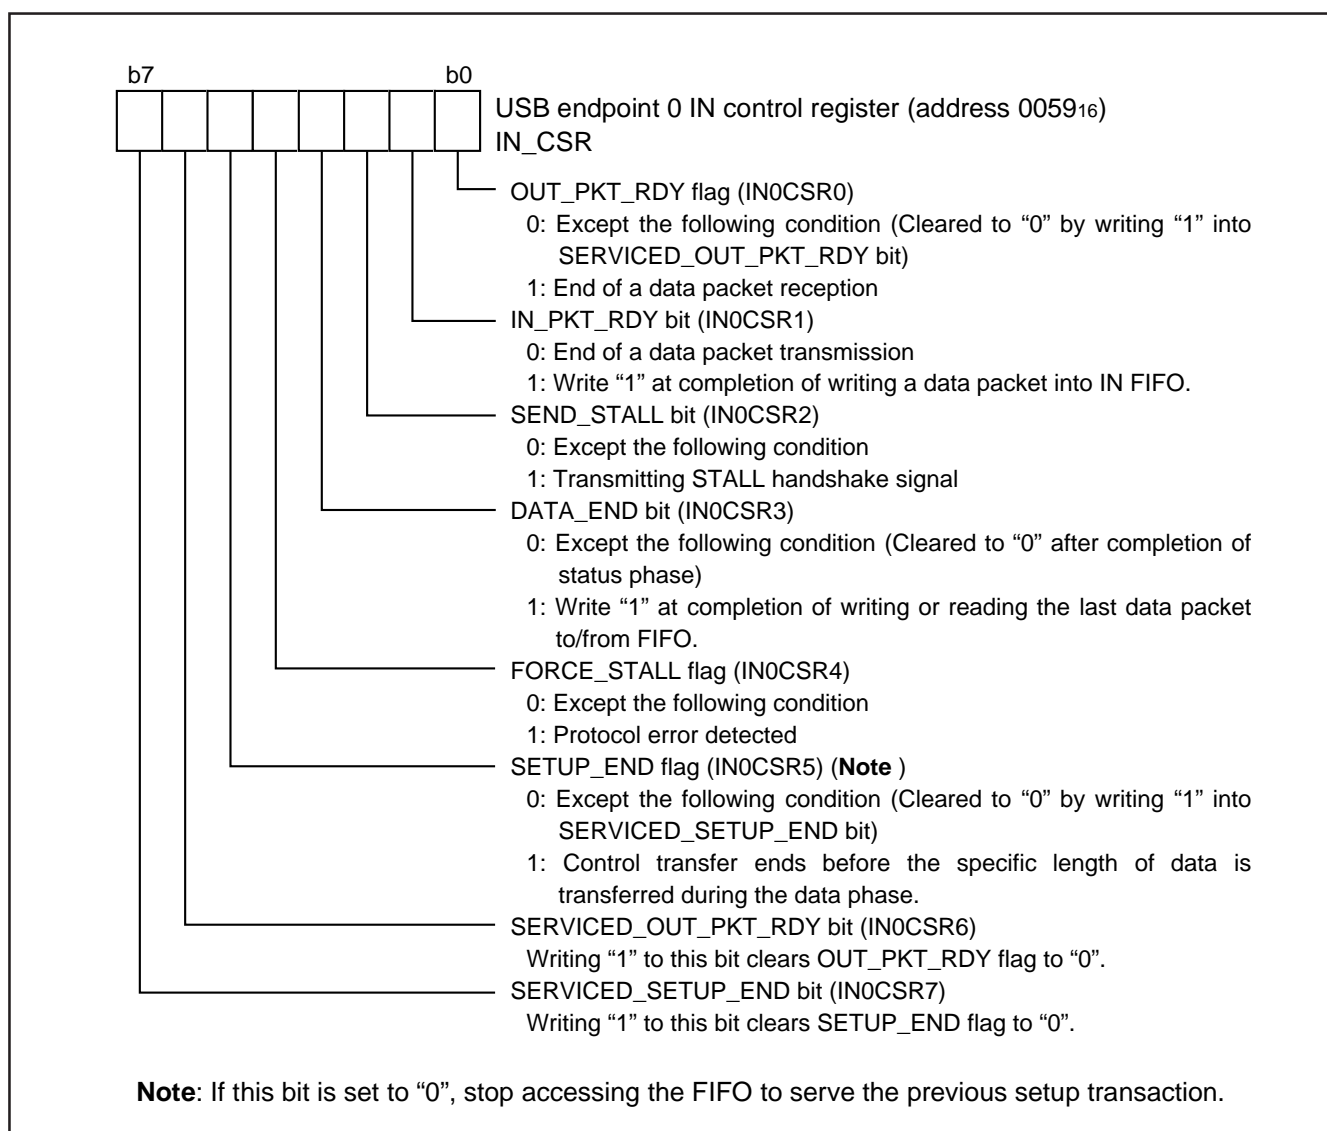 b7 b0
USB endpoint 0 IN control register (address 005916)
IN_CSR
OUT_PKT_RDY flag (IN0CSR0)
0: Except the following condition (Cleared to “0” by writing “1” into
SERVICED_OUT_PKT_RDY bit)
1: End of a data packet reception
IN_PKT_RDY bit (IN0CSR1)
0: End of a data packet transmission
1: Write “1” at completion of writing a data packet into IN FIFO.
SEND_STALL bit (IN0CSR2)
0: Except the following condition
1: Transmitting STALL handshake signal
DATA_END bit (IN0CSR3)
0: Except the following condition (Cleared to “0” after completion of
status phase)
1: Write “1” at completion of writing or reading the last data packet
to/from FIFO.
FORCE_STALL flag (IN0CSR4)
0: Except the following condition
1: Protocol error detected
SETUP_END flag (IN0CSR5) (Note )
0: Except the following condition (Cleared to “0” by writing “1” into
SERVICED_SETUP_END bit)
1: Control transfer ends before the specific length of data is
transferred during the data phase.
SERVICED_OUT_PKT_RDY bit (IN0CSR6)
Writing “1” to this bit clears OUT_PKT_RDY flag to “0”.
SERVICED_SETUP_END bit (IN0CSR7)
Writing “1” to this bit clears SETUP_END flag to “0”.
Note: If this bit is set to “0”, stop accessing the FIFO to serve the previous setup transaction.